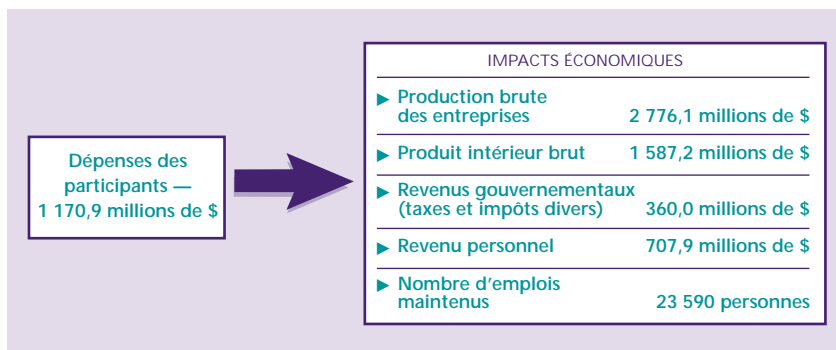 Dépenses des
participants —
1 170,9 millions de $
IMPACTS ÉCONOMIQUES
▶ Production brute
des entreprises 2 776,1 millions de $
▶ Produit intérieur brut 1 587,2 millions de $
▶ Revenus gouvernementaux
(taxes et impôts divers) 360,0 millions de $
▶ Revenu personnel 707,9 millions de $
▶ Nombre d'emplois
maintenus 23 590 personnes